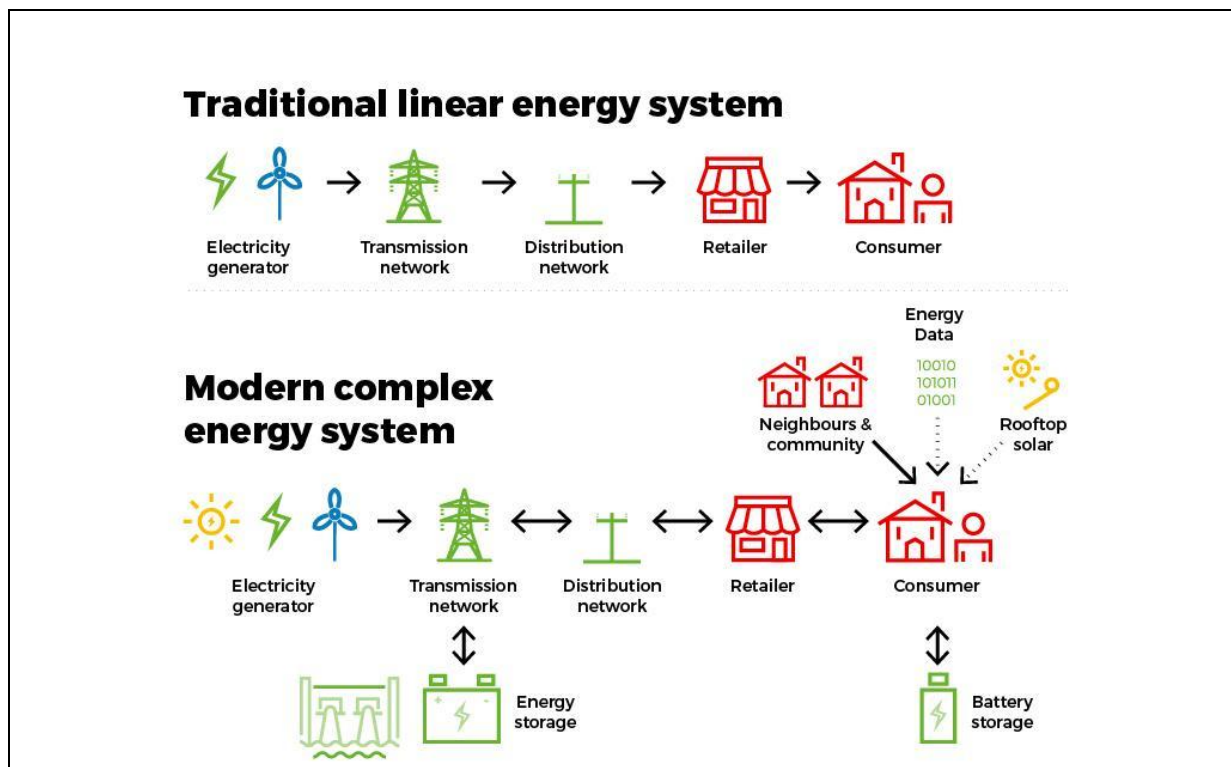 Traditional linear energy system
Electricity
generator
Transmission
network
Distribution
network
Retailer
Consumer
Energy
Data
10010
101011
01001
Modern complex
energy system
Neighbours &
community
Rooftop
solar
Electricity
generator
Transmission
network
Distribution
network
Retailer
Consumer
Energy
storage
Battery
storage